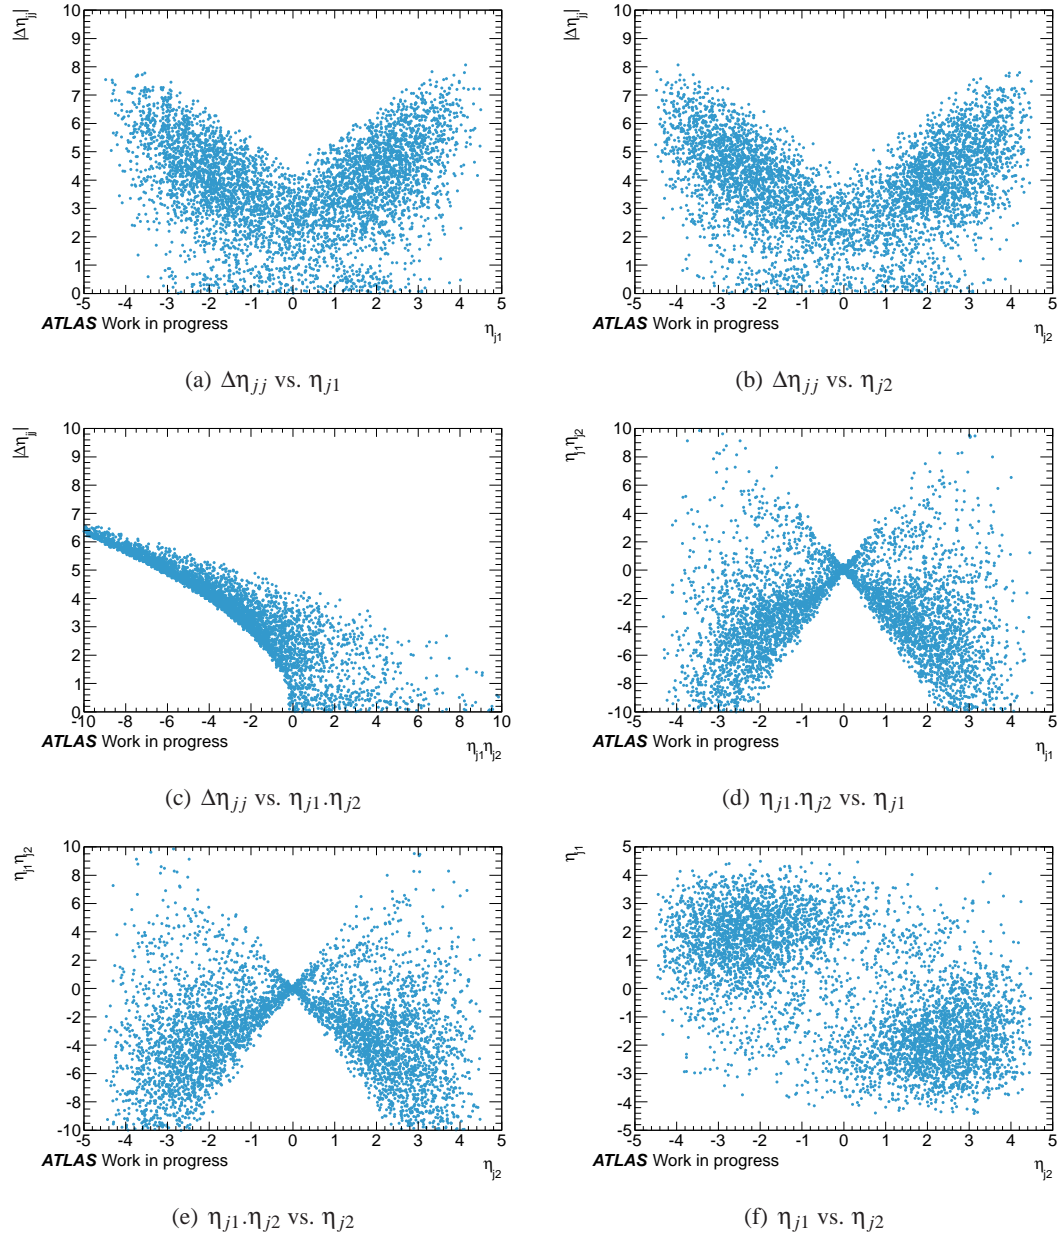 |Δη_jj|
10
9
8
7
6
5
4
3
2
1
0
-5 -4 -3 -2 -1 0 1 2 3 4 5
ATLAS Work in progress
η_j1
(a) Δη_jj vs. η_j1
|Δη_jj|
10
9
8
7
6
5
4
3
2
1
0
-5 -4 -3 -2 -1 0 1 2 3 4 5
ATLAS Work in progress
η_j2
(b) Δη_jj vs. η_j2
|Δη_jj|
10
9
8
7
6
5
4
3
2
1
0
-10 -8 -6 -4 -2 0 2 4 6 8 10
ATLAS Work in progress
η_j1 η_j2
(c) Δη_jj vs. η_j1.η_j2
η_j1 η_j2
10
8
6
4
2
0
-2
-4
-6
-8
-10
-5 -4 -3 -2 -1 0 1 2 3 4 5
ATLAS Work in progress
η_j1
(d) η_j1.η_j2 vs. η_j1
η_j1 η_j2
10
8
6
4
2
0
-2
-4
-6
-8
-10
-5 -4 -3 -2 -1 0 1 2 3 4 5
ATLAS Work in progress
η_j2
(e) η_j1.η_j2 vs. η_j2
η_j1
5
4
3
2
1
0
-1
-2
-3
-4
-5
-5 -4 -3 -2 -1 0 1 2 3 4 5
ATLAS Work in progress
η_j2
(f) η_j1 vs. η_j2